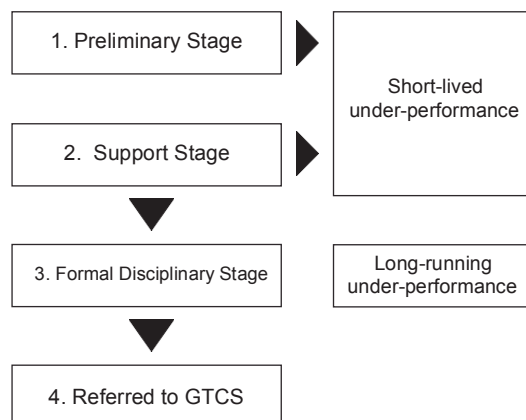 1. Preliminary Stage
Short-lived
under-performance
2. Support Stage
3. Formal Disciplinary Stage
Long-running
under-performance
4. Referred to GTCS